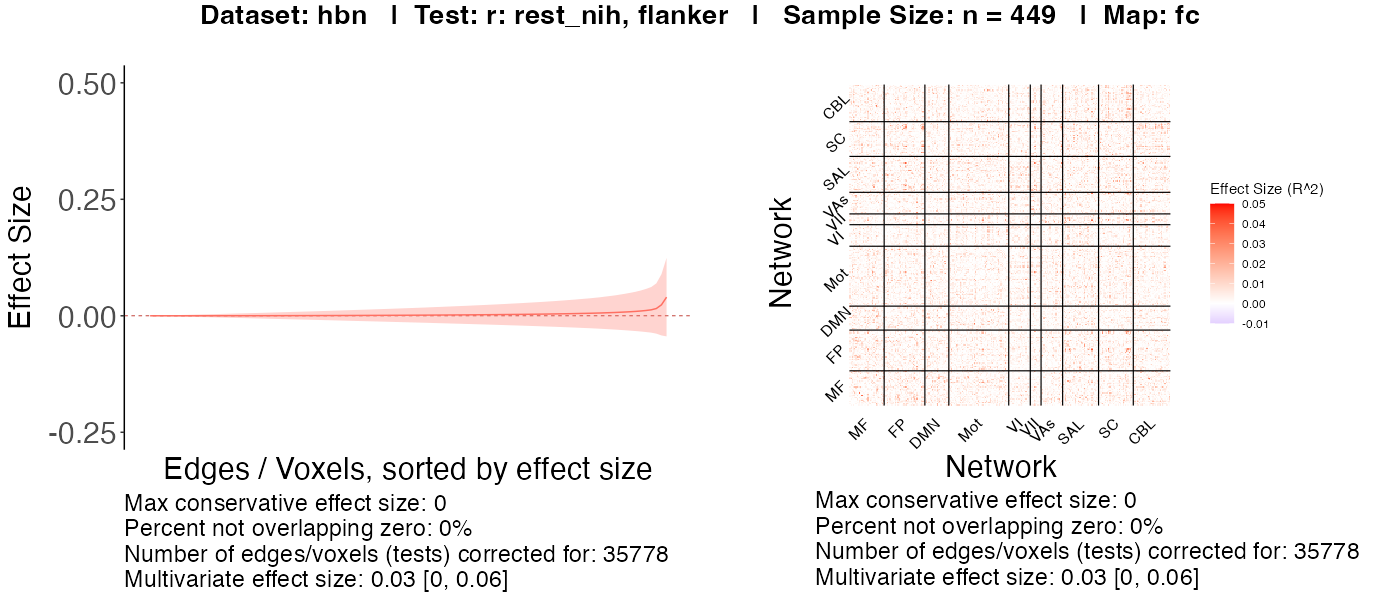 Dataset: hbn | Test: r: rest_nih, flanker | Sample Size: n = 449 | Map: fc
0.50
0.25
0.00
-0.25
Effect Size
Edges / Voxels, sorted by effect size
Max conservative effect size: 0
Percent not overlapping zero: 0%
Number of edges/voxels (tests) corrected for: 35778
Multivariate effect size: 0.03 [0, 0.06]
Network
CBL
SC
SAL
VAs
VII
VI
Mot
DMN
FP
MF
MF
FP
DMN
Mot
VI
VII
VAs
SAL
SC
CBL
Network
Effect Size (R^2)
0.05
0.04
0.03
0.02
0.01
0.00
-0.01
Max conservative effect size: 0
Percent not overlapping zero: 0%
Number of edges/voxels (tests) corrected for: 35778
Multivariate effect size: 0.03 [0, 0.06]